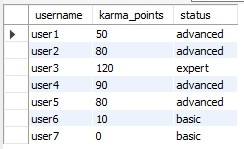 username karma_points status
user1 50 advanced
user2 80 advanced
user3 120 expert
user4 90 advanced
user5 80 advanced
user6 10 basic
user7 0 basic